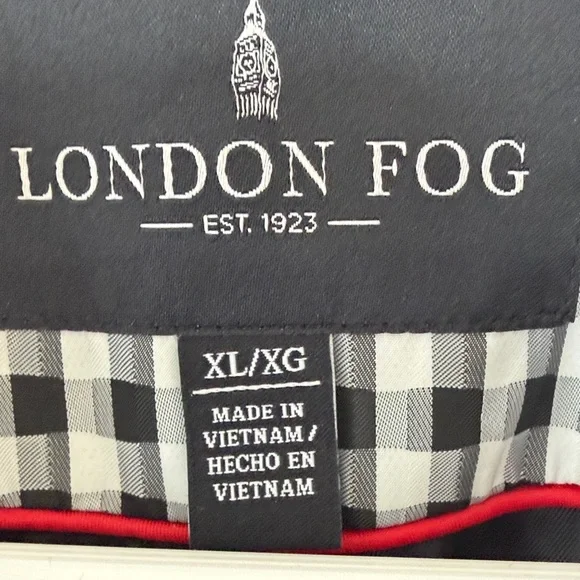 LONDON FOG
EST. 1923
XL/XG
MADE IN
VIETNAM/
HECHO EN
VIETNAM